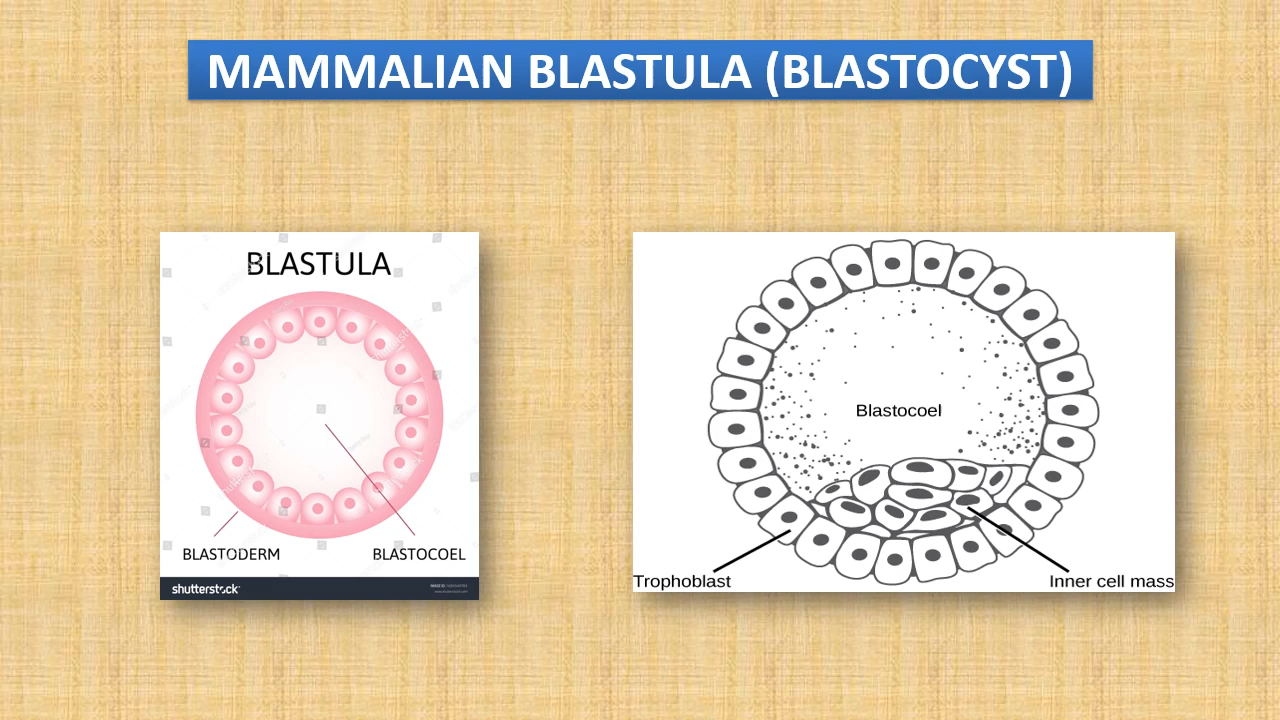 MAMMALIAN BLASTULA (BLASTOCYST)
BLASTULA
BLASTODERM
BLASTOCOEL
shutterstock
Blastocoel
Trophoblast
Inner cell mass